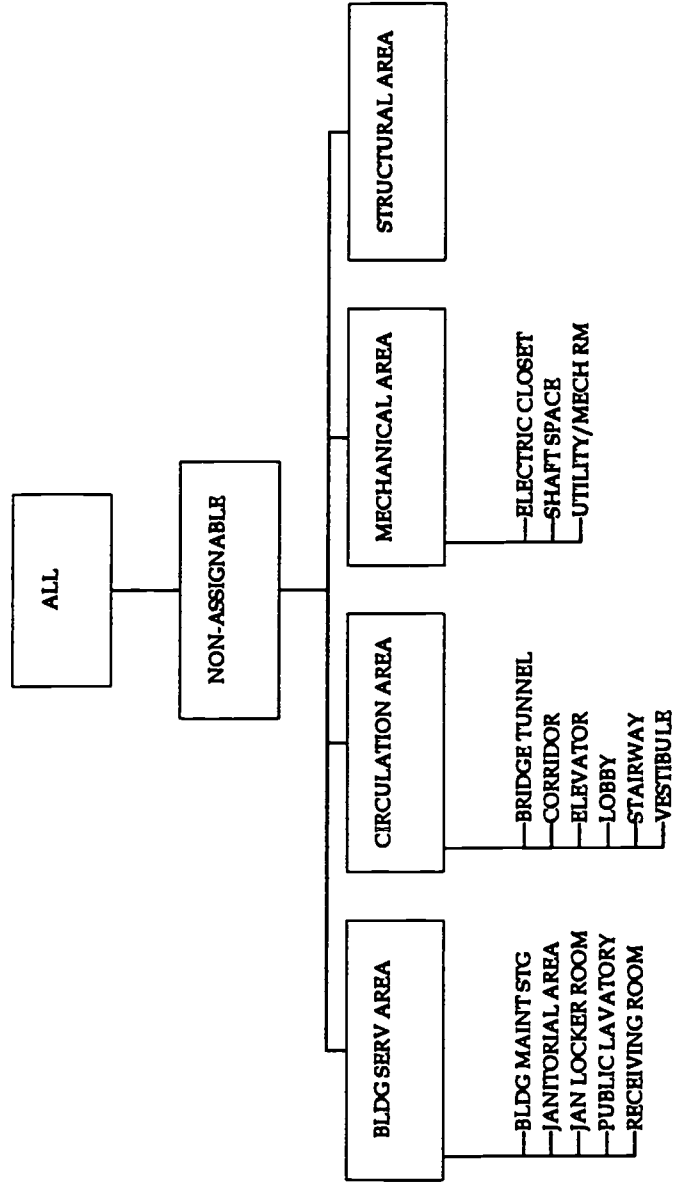 ALL
NON-ASSIGNABLE
BLDG SERV AREA
BLDG MAINT STG
JANITORIAL AREA
JAN LOCKER ROOM
PUBLIC LAVATORY
RECEIVING ROOM
CIRCULATION AREA
BRIDGE TUNNEL
CORRIDOR
ELEVATOR
LOBBY
STAIRWAY
VESTIBULE
MECHANICAL AREA
ELECTRIC CLOSET
SHAFT SPACE
UTILITY/MECH RM
STRUCTURAL AREA